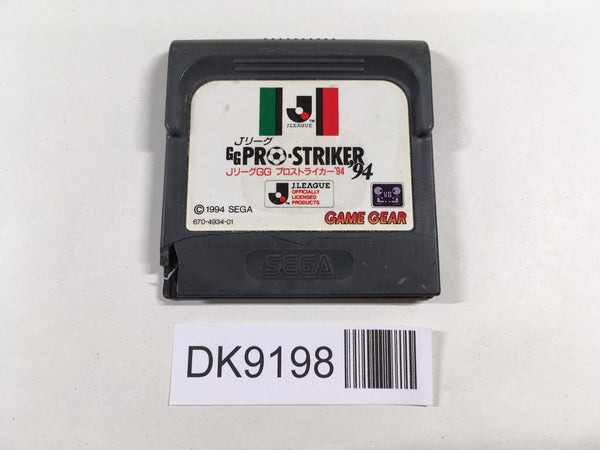 J.LEAGUE
Jリーグ
GG PRO・STRIKER '94
JリーグGG プロストライカー'94
J.LEAGUE
OFFICIALLY
LICENSED
PRODUCTS
VS
© 1994 SEGA
670-4934-01
GAME GEAR
SEGA
DK9198